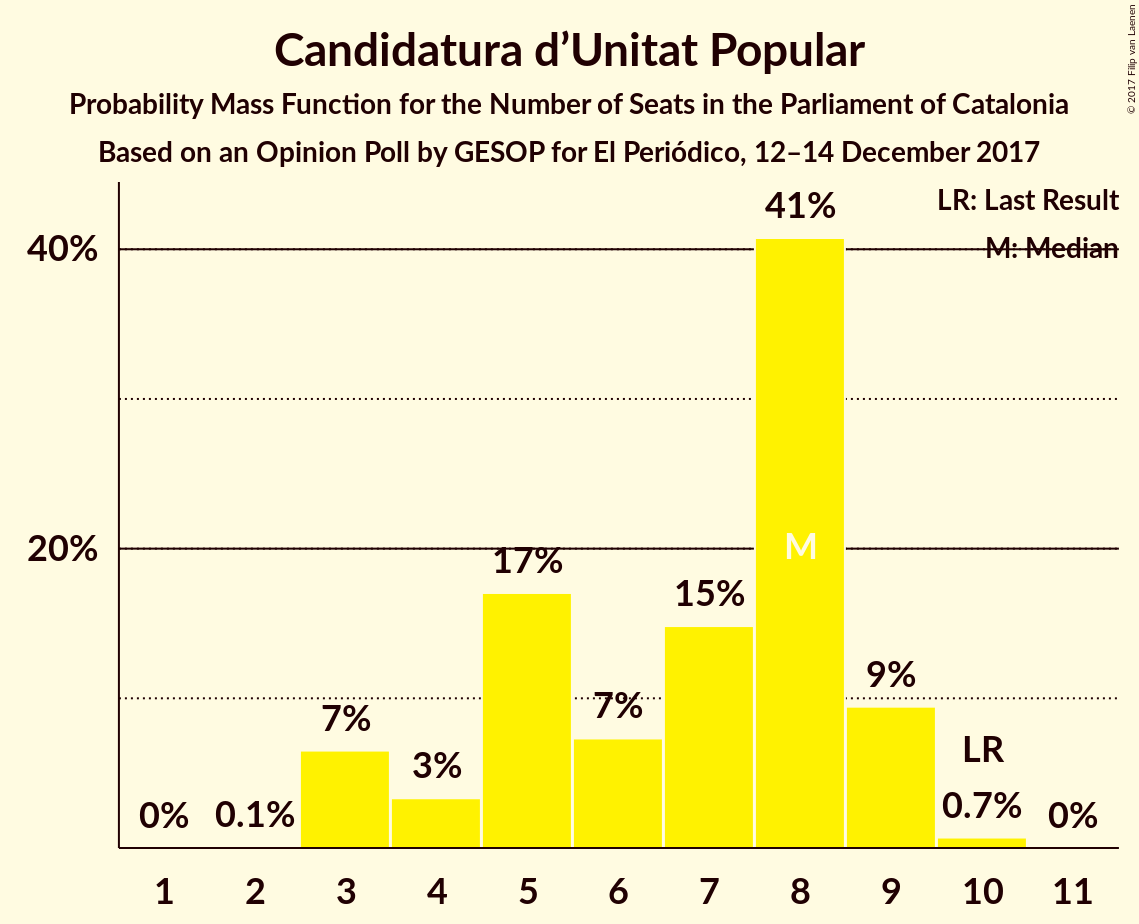 Candidatura d’Unitat Popular
Probability Mass Function for the Number of Seats in the Parliament of Catalonia
Based on an Opinion Poll by GESOP for El Periódico, 12–14 December 2017
© 2017 Filip van Laenen
LR: Last Result
M: Median
40%
20%
0%
0.1%
7%
3%
17%
7%
15%
41%
M
9%
LR
0.7%
0%
1 2 3 4 5 6 7 8 9 10 11